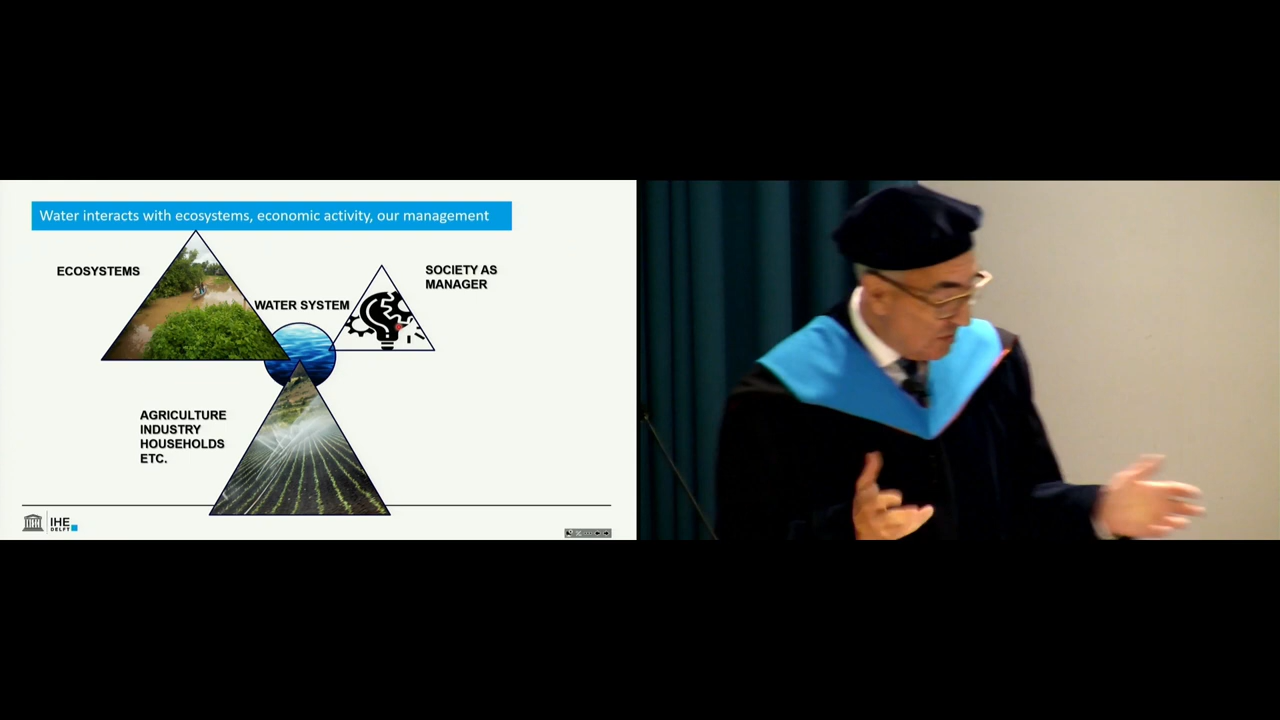 Water interacts with ecosystems, economic activity, our management
ECOSYSTEMS
SOCIETY AS
MANAGER
WATER SYSTEM
AGRICULTURE
INDUSTRY
HOUSEHOLDS
ETC.
IHE
DELFT